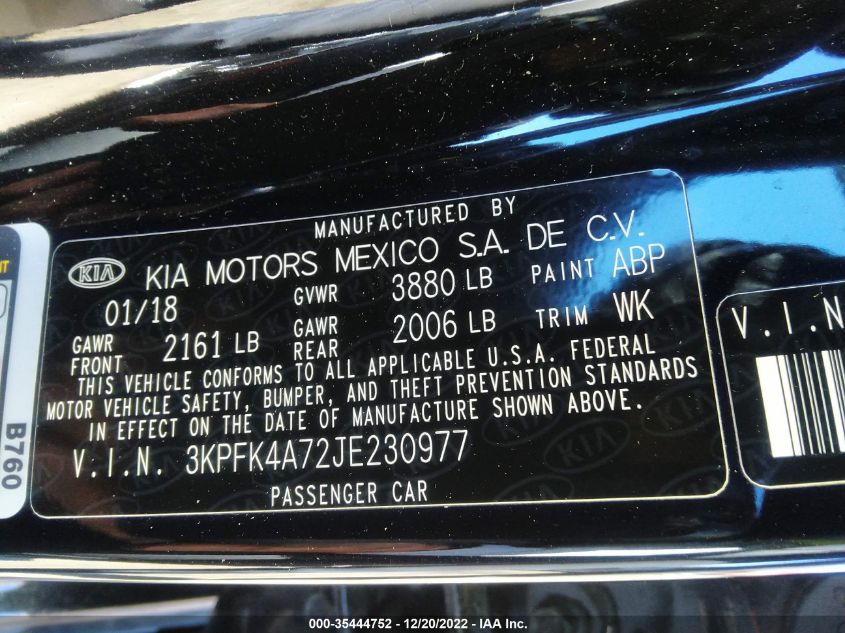 MANUFACTURED BY
KIA KIA MOTORS MEXICO S.A. DE C.V.
01/18 GVWR 3880 LB PAINT ABP
GAWR FRONT 2161 LB GAWR REAR 2006 LB TRIM WK
THIS VEHICLE CONFORMS TO ALL APPLICABLE U.S.A. FEDERAL
MOTOR VEHICLE SAFETY, BUMPER, AND THEFT PREVENTION STANDARDS
IN EFFECT ON THE DATE OF MANUFACTURE SHOWN ABOVE.
V.I.N. 3KPFK4A72JE230977
PASSENGER CAR
V.I.N
B760
000-35444752 - 12/20/2022 - IAA Inc.